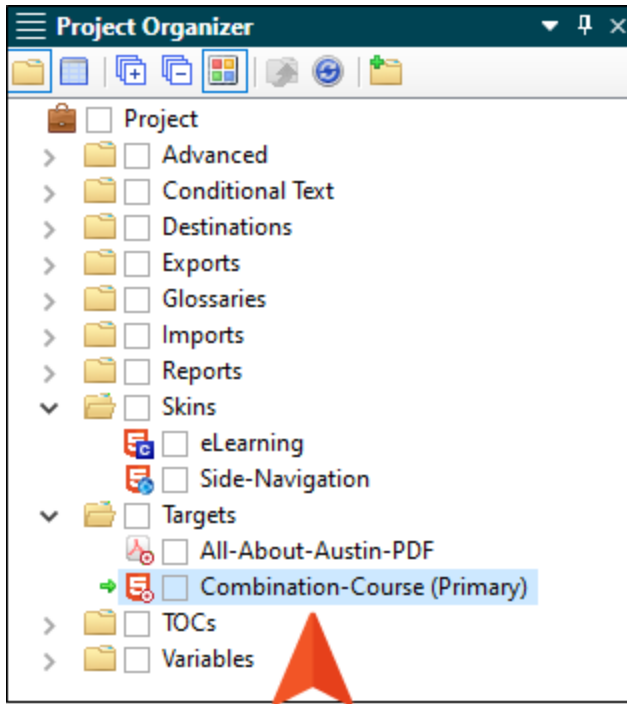 Project Organizer
Project
Advanced
Conditional Text
Destinations
Exports
Glossaries
Imports
Reports
Skins
eLearning
Side-Navigation
Targets
All-About-Austin-PDF
Combination-Course (Primary)
TOCs
Variables